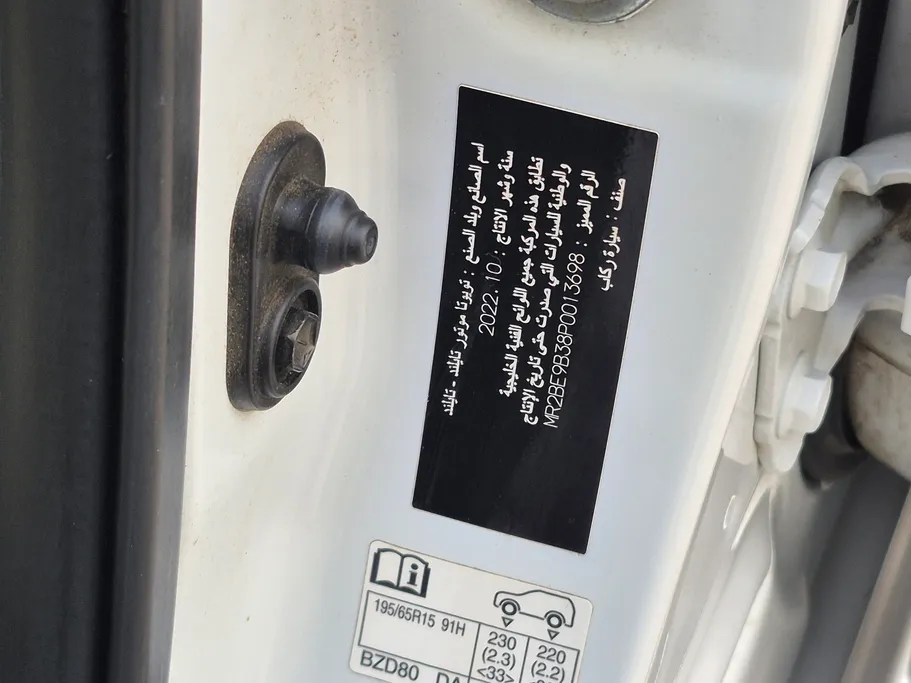 اسم الصانع وبلد الصنع : تويوتا موتور تايلند - تايلند
سنة وشهر الانتاج : 2022.10
تطابق هذه المركبة جميع اللوائح الفنية الخليجية
والوطنية للسيارات التي صدرت حتى تاريخ الإنتاج
الرقم المميز : MR2BE9B38P0013698
صنف : سيارة ركاب
195/65R15 91H
230 220
(2.3) (2.2)
<33>
BZD80